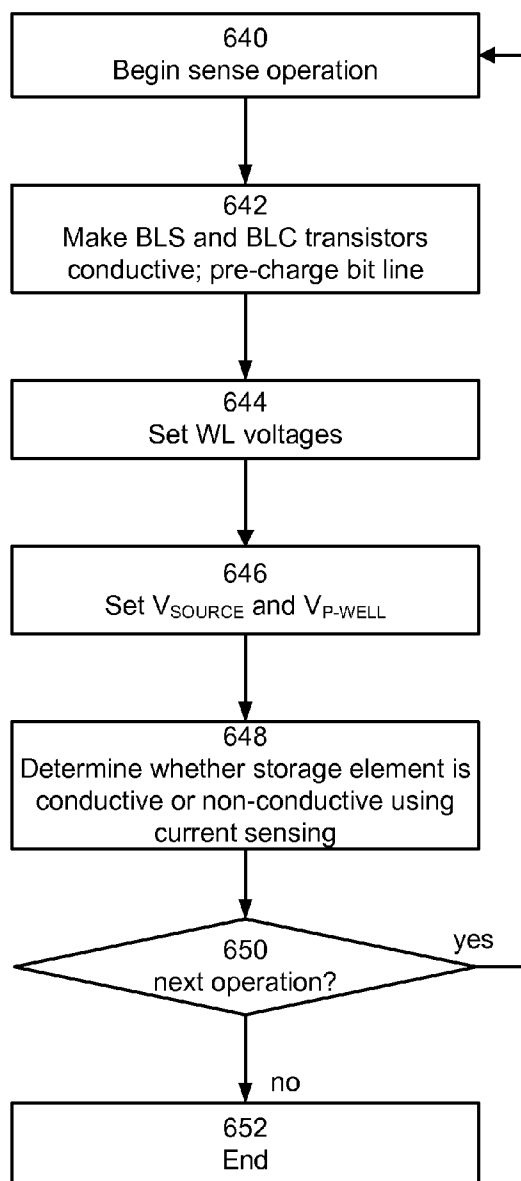 640
Begin sense operation
642
Make BLS and BLC transistors
conductive; pre-charge bit line
644
Set WL voltages
646
Set VSOURCE and VP-WELL
648
Determine whether storage element is
conductive or non-conductive using
current sensing
650
next operation?
yes
no
652
End